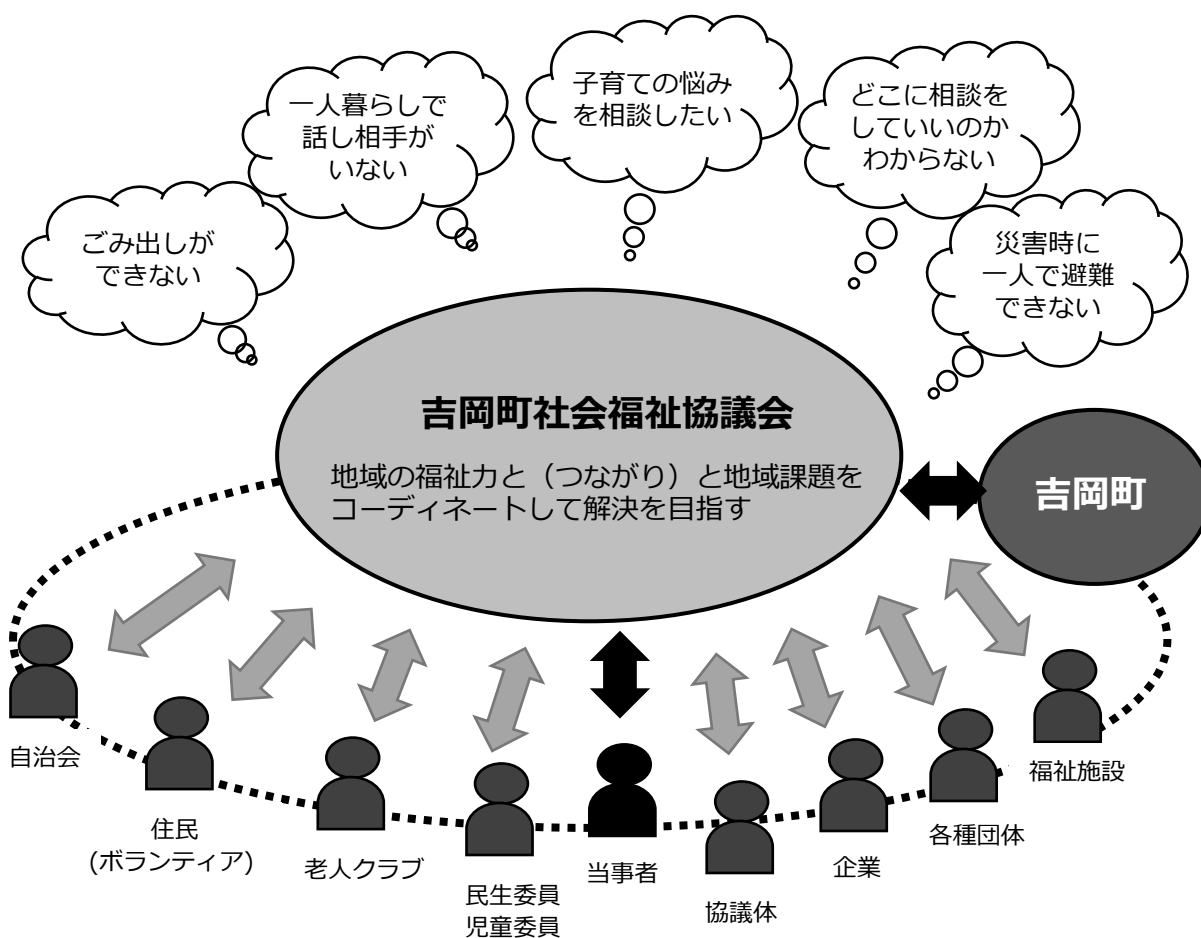 ごみ出しが
できない
一人暮らしで
話し相手が
いない
子育ての悩み
を相談したい
どこに相談を
していいのか
わからない
災害時に
一人で避難
できない
吉岡町社会福祉協議会
地域の福祉力と（つながり）と地域課題を
コーディネートして解決を目指す
吉岡町
自治会
住民
(ボランティア)
老人クラブ
民生委員
児童委員
当事者
協議体
企業
各種団体
福祉施設